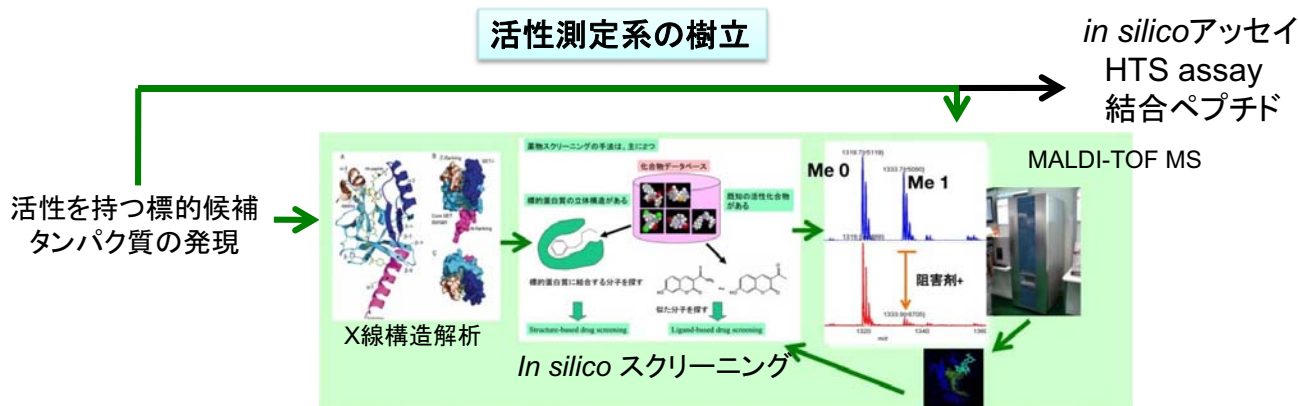 活性測定系の樹立
in silicoアッセイ
HTS assay
結合ペプチド
MALDI-TOF MS
活性を持つ標的候補
タンパク質の発現
A
B
C
X線構造解析
薬物スクリーニングの手法は、主に2つ
化合物データベース
標的蛋白質の立体構造がある
既知の活性化合物
がある
標的蛋白質に結合する分子を探す
似た分子を探す
Structure-based drug screening
Ligand-based drug screening
In silico スクリーニング
Me 0
Me 1
阻害剤+
1320
1340
m/z